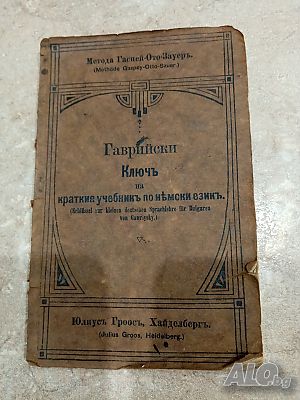 Метода Гаспей-Ото-Зауеръ.
(Methode Gaspey-Otto-Sauer.)
Гаврийски
Ключъ
на
краткия учебникъ по нѣмски езикъ.
(Schlüssel zur kleinen deutschen Sprachlehre für Bulgaren
von Gawriysky.)
Юлиусъ Гроосъ, Хайделбергъ.
(Julius Groos, Heidelberg.)
ALO.bg